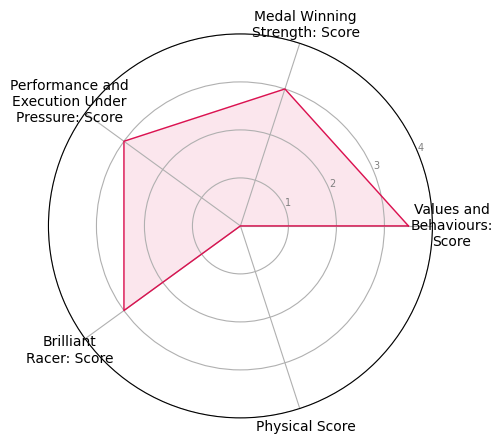 Medal Winning
Strength: Score
Performance and
Execution Under
Pressure: Score
4
3
2
1
Values and
Behaviours:
Score
Brilliant
Racer: Score
Physical Score